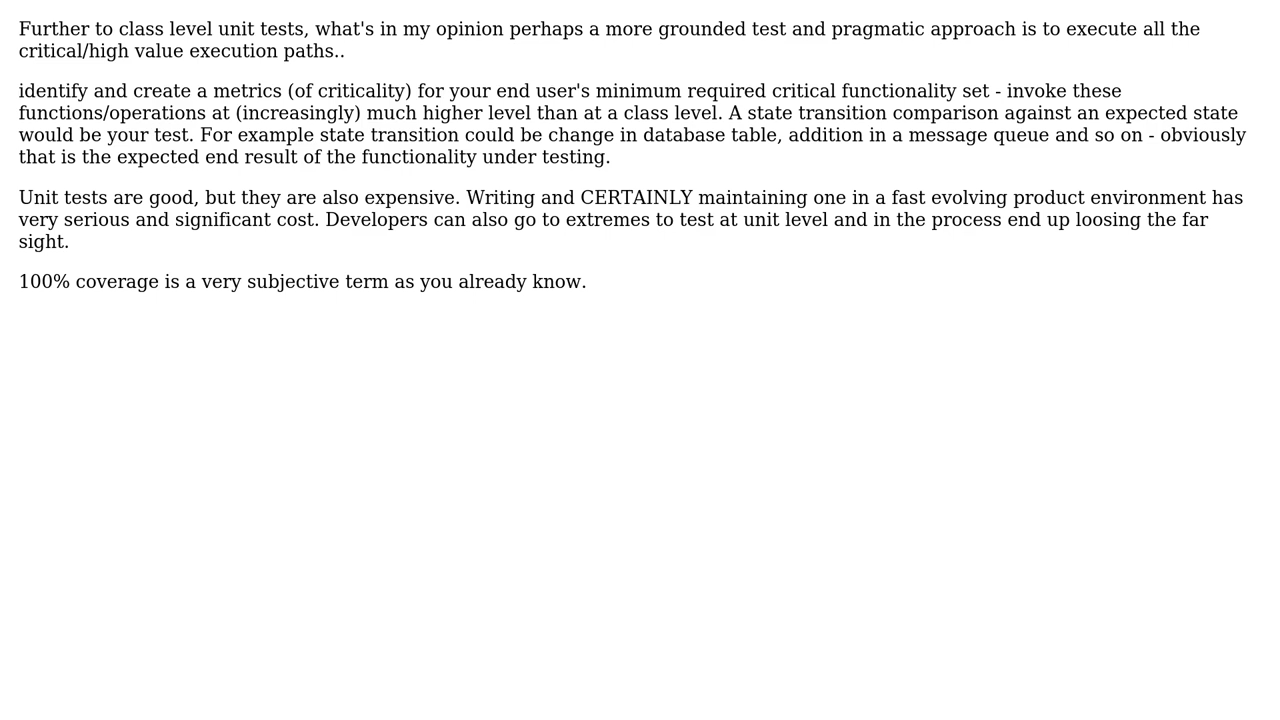 Further to class level unit tests, what's in my opinion perhaps a more grounded test and pragmatic approach is to execute all the
critical/high value execution paths..
identify and create a metrics (of criticality) for your end user's minimum required critical functionality set - invoke these
functions/operations at (increasingly) much higher level than at a class level. A state transition comparison against an expected state
would be your test. For example state transition could be change in database table, addition in a message queue and so on - obviously
that is the expected end result of the functionality under testing.
Unit tests are good, but they are also expensive. Writing and CERTAINLY maintaining one in a fast evolving product environment has
very serious and significant cost. Developers can also go to extremes to test at unit level and in the process end up loosing the far
sight.
100% coverage is a very subjective term as you already know.